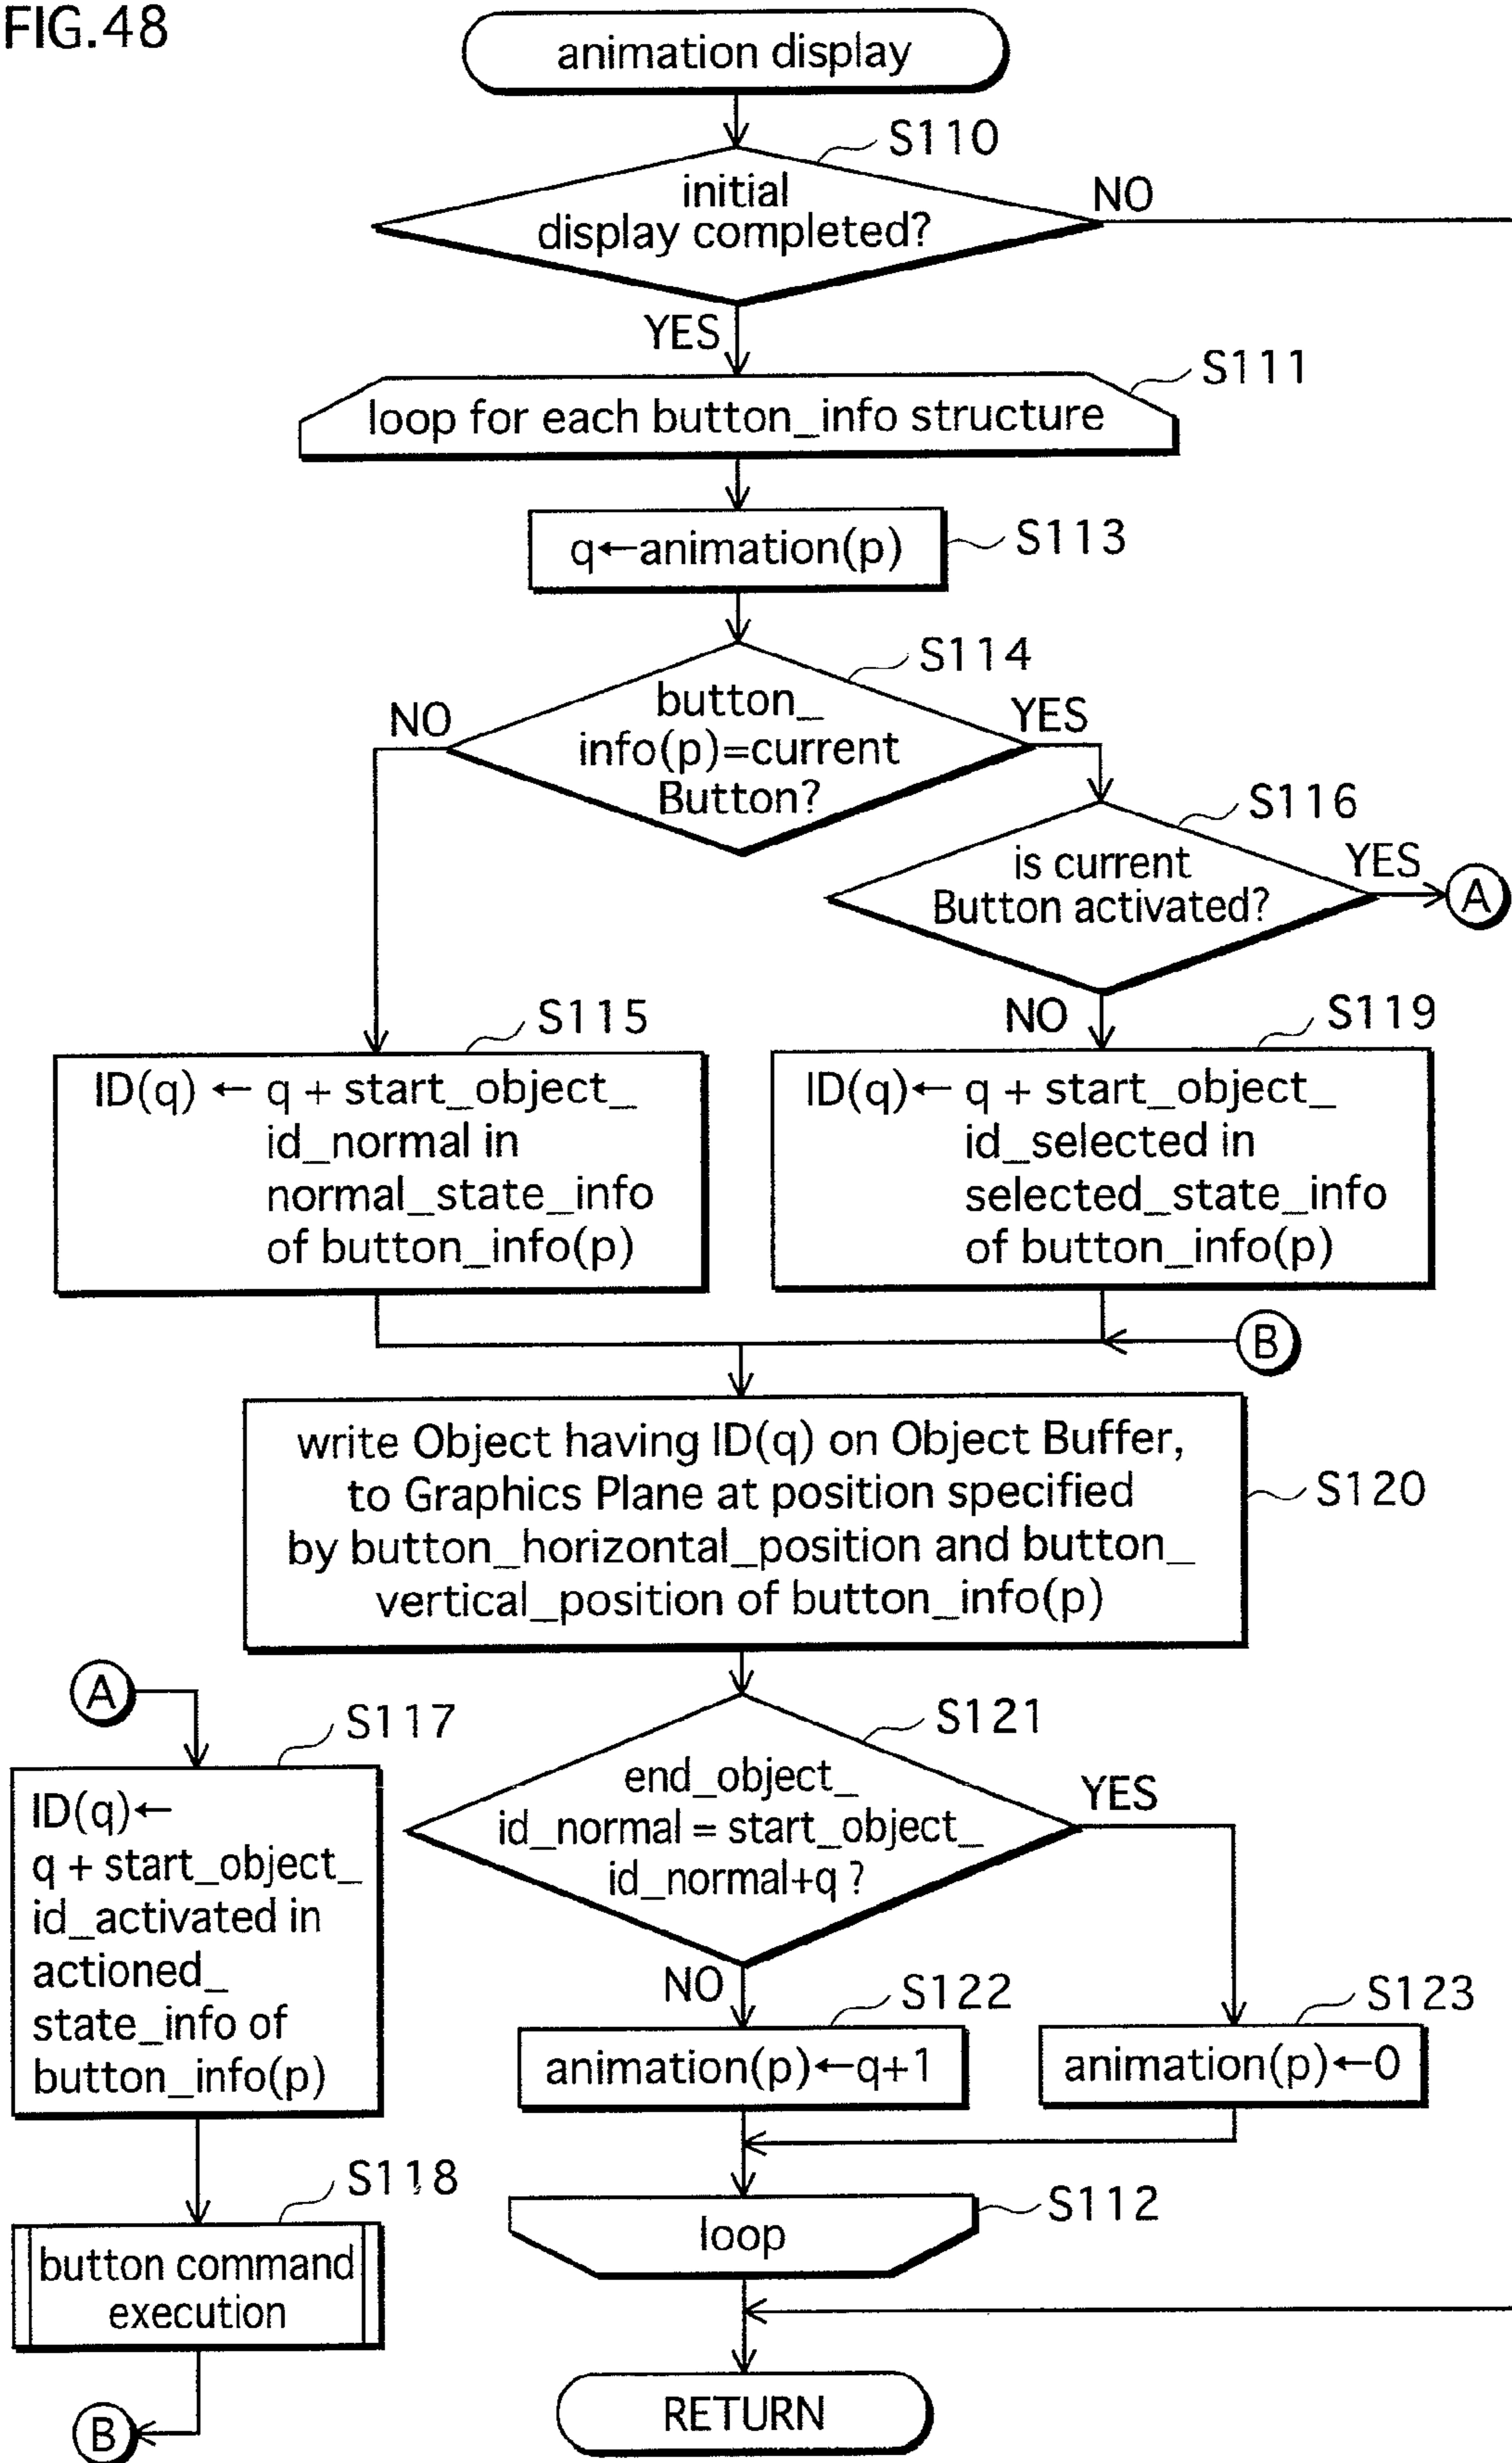 FIG.48
animation display
S110
initial
display completed?
NO
YES
S111
loop for each button_info structure
q←animation(p)
S113
S114
button_
info(p)=current
Button?
NO
YES
S116
is current
Button activated?
YES
A
NO
S115
ID(q) ← q + start_object_
id_normal in
normal_state_info
of button_info(p)
S119
ID(q)← q + start_object_
id_selected in
selected_state_info
of button_info(p)
B
write Object having ID(q) on Object Buffer,
to Graphics Plane at position specified
by button_horizontal_position and button_
vertical_position of button_info(p)
S120
A
S117
ID(q)←
q + start_object_
id_activated in
actioned_
state_info of
button_info(p)
S118
button command
execution
B
S121
end_object_
id_normal = start_object_
id_normal+q ?
YES
NO
S122
animation(p)←q+1
S123
animation(p)←0
loop
S112
RETURN